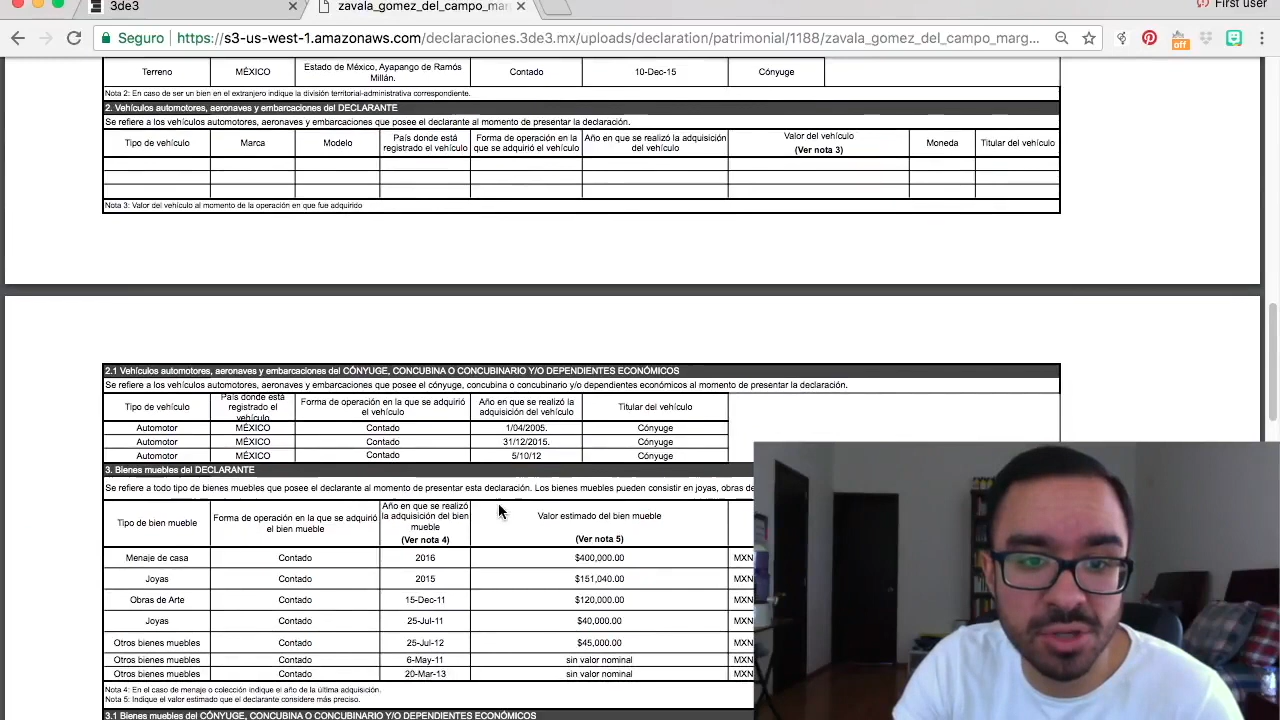 3de3
zavala_gomez_del_campo_mar
First user
Seguro
https://s3-us-west-1.amazonaws.com/declaraciones.3de3.mx/uploads/declaration/patrimonial/1188/zavala_gomez_del_campo_marg...
off
Terreno MÉXICO Estado de México, Ayapango de Ramós Millán. Contado 10-Dec-15 Cónyuge
Nota 2: En caso de ser un bien en el extranjero indique la división territorial-administrativa correspondiente.
2. Vehículos automotores, aeronaves y embarcaciones del DECLARANTE
Se refiere a los vehículos automotores, aeronaves y embarcaciones que posee el declarante al momento de presentar la declaración.
Tipo de vehículo Marca Modelo País donde está registrado el vehículo Forma de operación en la que se adquirió el vehículo Año en que se realizó la adquisición del vehículo Valor del vehículo (Ver nota 3) Moneda Titular del vehículo
Nota 3: Valor del vehículo al momento de la operación en que fue adquirido
2.1 Vehículos automotores, aeronaves y embarcaciones del CÓNYUGE, CONCUBINA O CONCUBINARIO Y/O DEPENDIENTES ECONÓMICOS
Se refiere a los vehículos automotores, aeronaves y embarcaciones que posee el cónyuge, concubina o concubinario y/o dependientes económicos al momento de presentar la declaración.
Tipo de vehículo País donde está registrado el vehículo Forma de operación en la que se adquirió el vehículo Año en que se realizó la adquisición del vehículo Titular del vehículo
Automotor MÉXICO Contado 1/04/2005. Cónyuge
Automotor MÉXICO Contado 31/12/2015. Cónyuge
Automotor MÉXICO Contado 5/10/12 Cónyuge
3. Bienes muebles del DECLARANTE
Se refiere a todo tipo de bienes muebles que posee el declarante al momento de presentar esta declaración. Los bienes muebles pueden consistir en joyas, obras de
Tipo de bien mueble Forma de operación en la que se adquirió el bien mueble Año en que se realizó la adquisición del bien mueble (Ver nota 4) Valor estimado del bien mueble (Ver nota 5)
Menaje de casa Contado 2016 $400,000.00 MXN
Joyas Contado 2015 $151,040.00 MXN
Obras de Arte Contado 15-Dec-11 $120,000.00 MXN
Joyas Contado 25-Jul-11 $40,000.00 MXN
Otros bienes muebles Contado 25-Jul-12 $45,000.00 MXN
Otros bienes muebles Contado 6-May-11 sin valor nominal MXN
Otros bienes muebles Contado 20-Mar-13 sin valor nominal MXN
Nota 4: En el caso de menaje o colección indique el año de la última adquisición.
Nota 5: Indique el valor estimado que el declarante considere más preciso.
3.1 Bienes muebles del CÓNYUGE, CONCUBINA O CONCUBINARIO Y/O DEPENDIENTES ECONÓMICOS